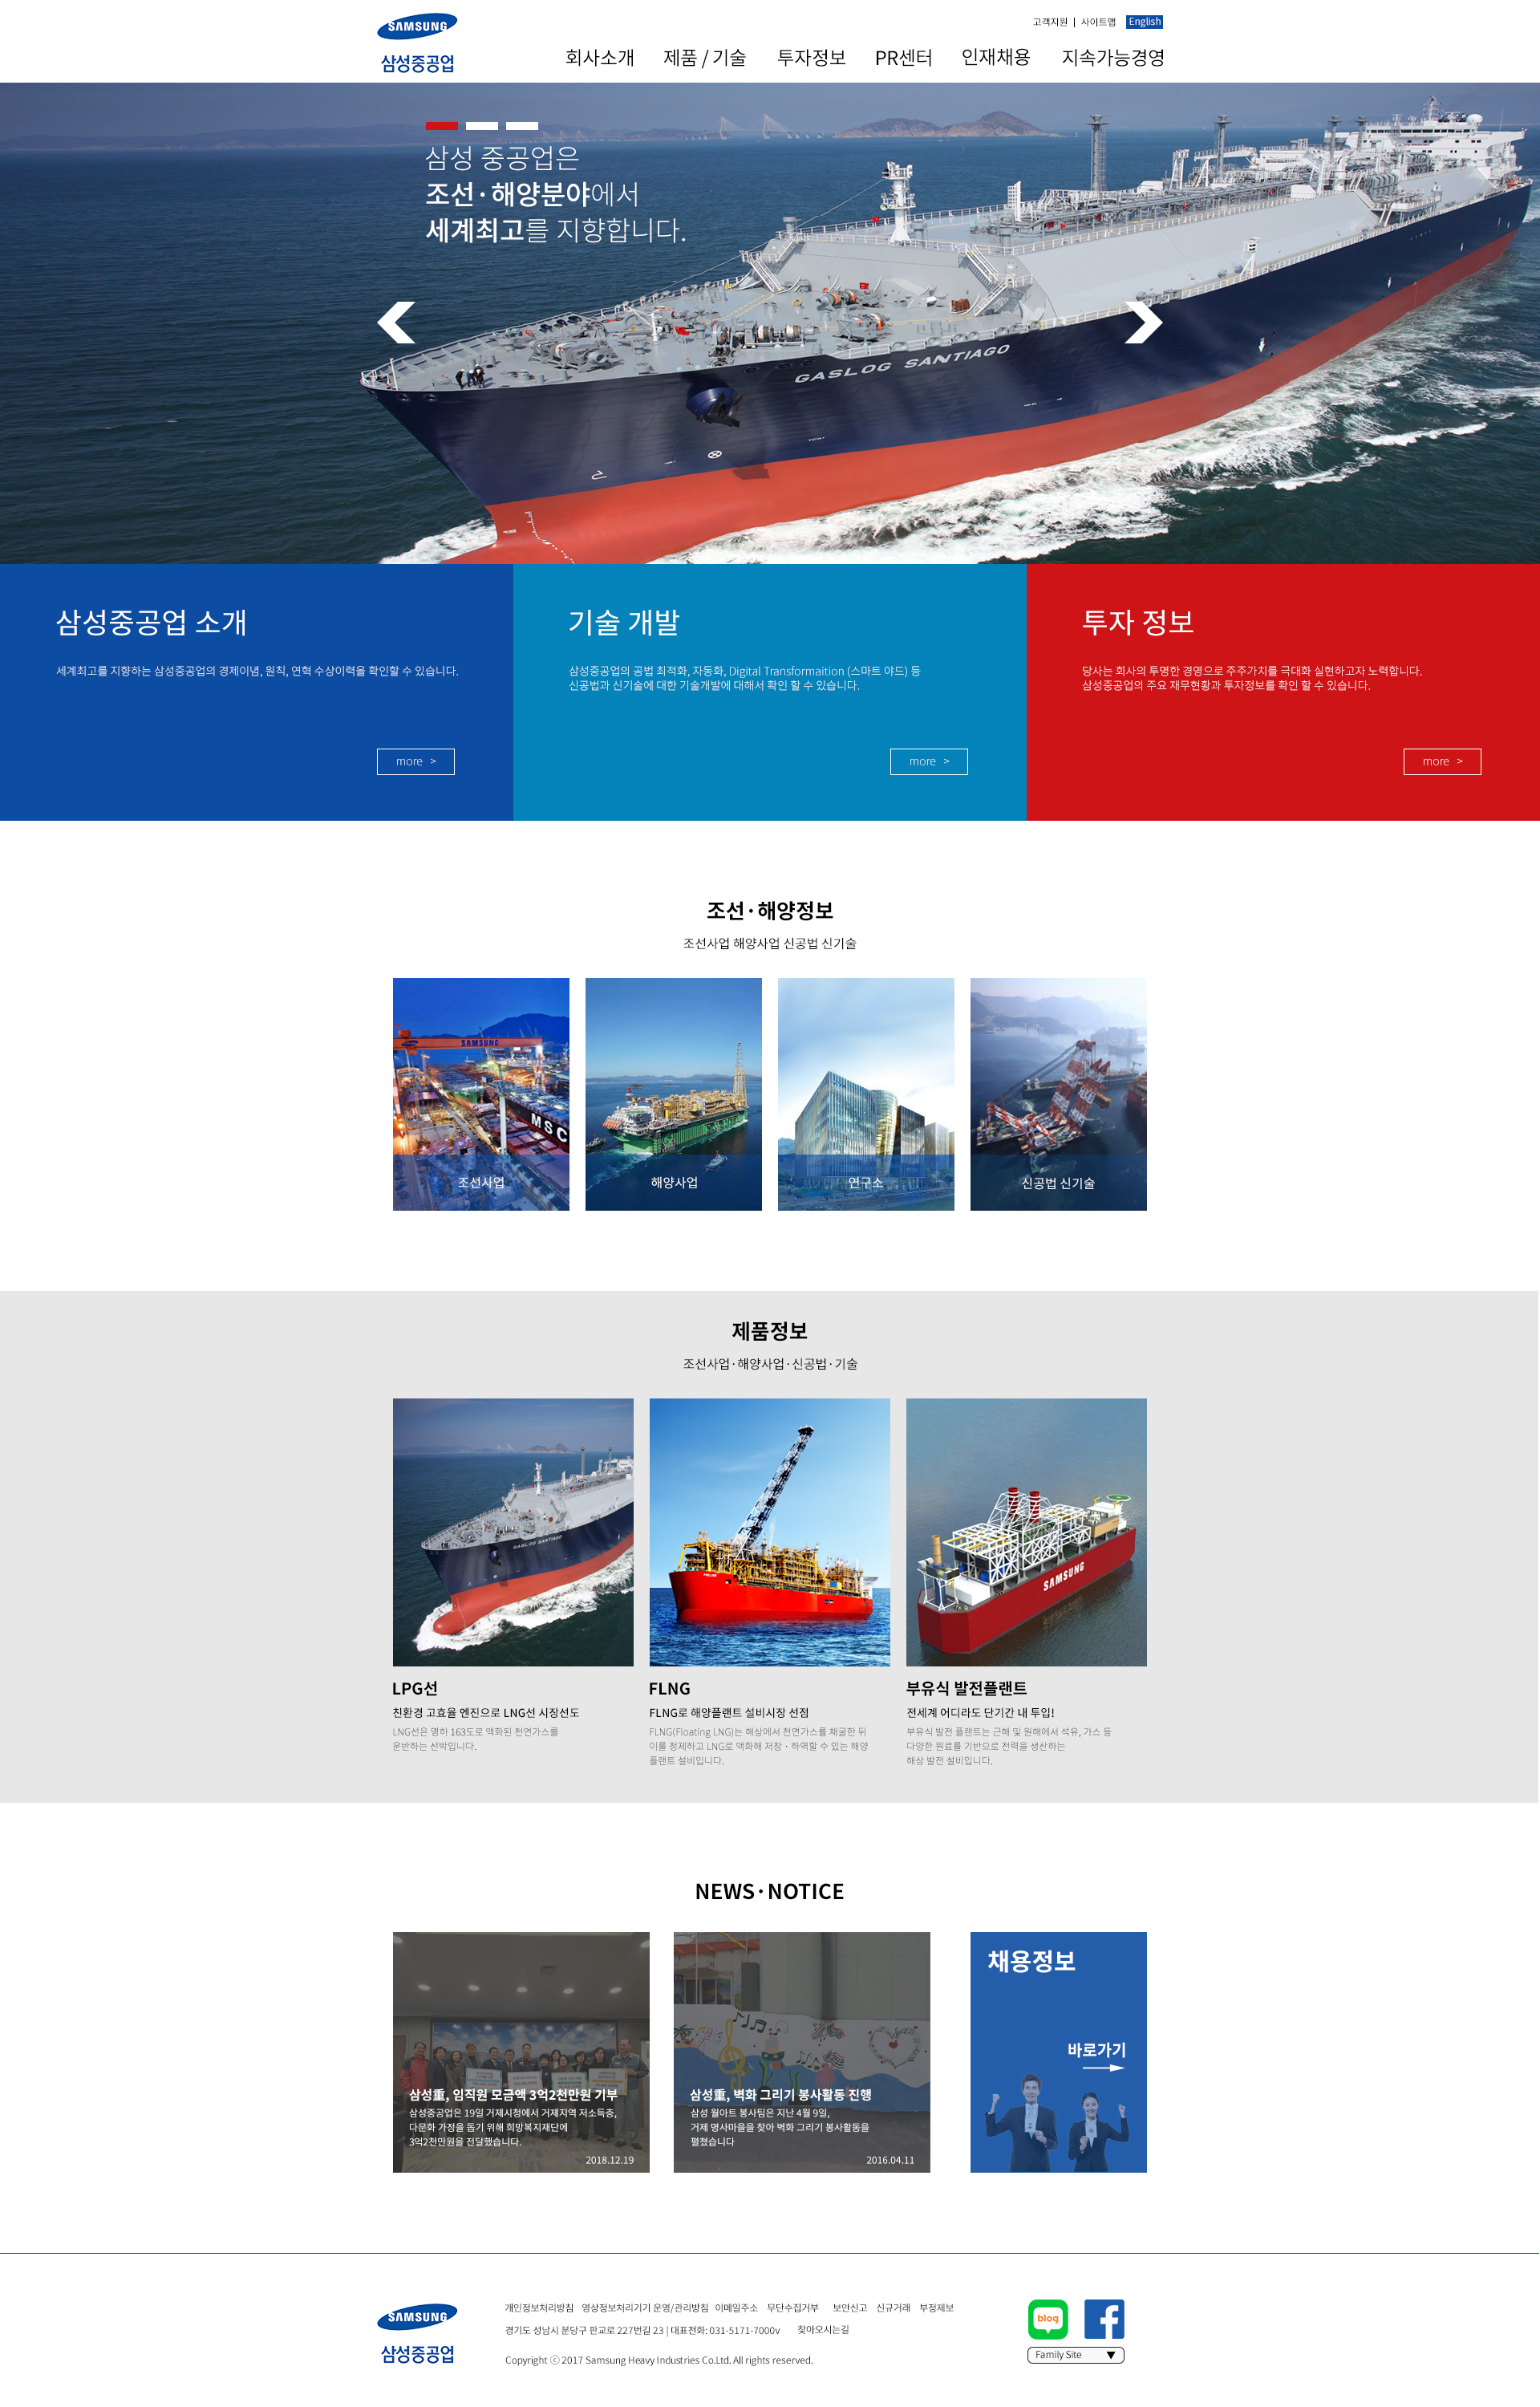 SAMSUNG
삼성중공업
고객지원 | 사이트맵 English
회사소개 제품 / 기술 투자정보 PR센터 인재채용 지속가능경영
삼성 중공업은
조선·해양분야에서
세계최고를 지향합니다.
GASLOG SANTIAGO
삼성중공업 소개
세계최고를 지향하는 삼성중공업의 경제이념, 원칙, 연혁 수상이력을 확인할 수 있습니다.
more >
기술 개발
삼성중공업의 공법 최적화, 자동화, Digital Transformaition (스마트 야드) 등
신공법과 신기술에 대한 기술개발에 대해서 확인 할 수 있습니다.
more >
투자 정보
당사는 회사의 투명한 경영으로 주주가치를 극대화 실현하고자 노력합니다.
삼성중공업의 주요 재무현황과 투자정보를 확인 할 수 있습니다.
more >
조선·해양정보
조선사업 해양사업 신공법 신기술
SAMSUNG
MSC
조선사업
해양사업
연구소
신공법 신기술
제품정보
조선사업·해양사업·신공법·기술
GASLOG SANTIAGO
SAMSUNG
LPG선
친환경 고효율 엔진으로 LNG선 시장선도
LNG선은 영하 163도로 액화된 천연가스를
운반하는 선박입니다.
FLNG
FLNG로 해양플랜트 설비시장 선점
FLNG(Floating LNG)는 해상에서 천연가스를 채굴한 뒤
이를 정제하고 LNG로 액화해 저장・하역할 수 있는 해양
플랜트 설비입니다.
부유식 발전플랜트
전세계 어디라도 단기간 내 투입!
부유식 발전 플랜트는 근해 및 원해에서 석유, 가스 등
다양한 원료를 기반으로 전력을 생산하는
해상 발전 설비입니다.
NEWS·NOTICE
삼성重, 임직원 모금액 3억2천만원 기부
삼성중공업은 19일 거제시청에서 거제지역 저소득층,
다문화 가정을 돕기 위해 희망복지재단에
3억2천만원을 전달했습니다.
2018.12.19
삼성重, 벽화 그리기 봉사활동 진행
삼성 월아트 봉사팀은 지난 4월 9일,
거제 명사마을을 찾아 벽화 그리기 봉사활동을
펼쳤습니다
2016.04.11
채용정보
바로가기
SAMSUNG
삼성중공업
개인정보처리방침 영상정보처리기기 운영/관리방침 이메일주소 무단수집거부 보안신고 신규거래 부정제보
경기도 성남시 분당구 판교로 227번길 23 | 대표전화: 031-5171-7000v 찾아오시는길
Copyright ⓒ 2017 Samsung Heavy Industries Co.Ltd. All rights reserved.
blog
f
Family Site ▼